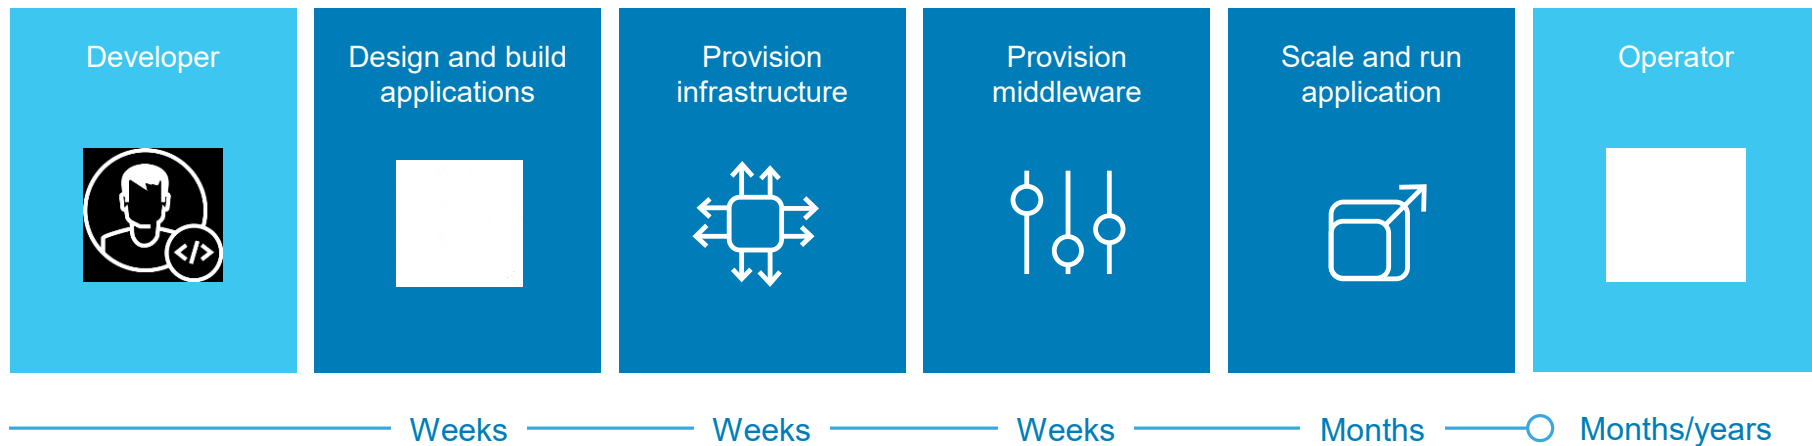 Developer
Design and build
applications
Provision
infrastructure
Provision
middleware
Scale and run
application
Operator
</>
Weeks
Weeks
Weeks
Months
Months/years